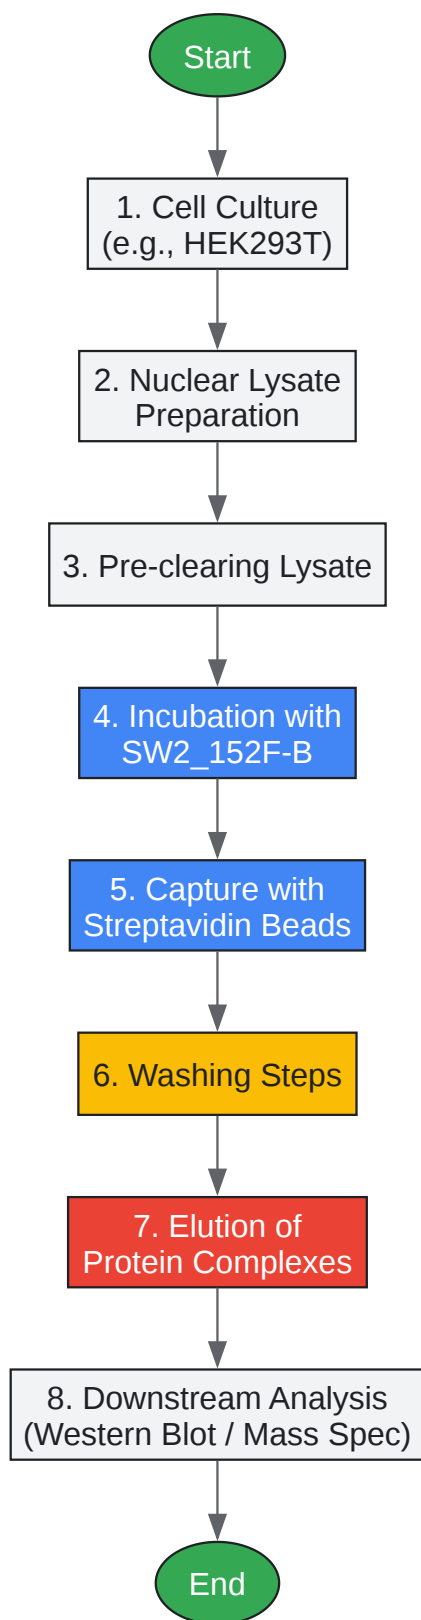 Start
1. Cell Culture
(e.g., HEK293T)
2. Nuclear Lysate
Preparation
3. Pre-clearing Lysate
4. Incubation with
SW2_152F-B
5. Capture with
Streptavidin Beads
6. Washing Steps
7. Elution of
Protein Complexes
8. Downstream Analysis
(Western Blot / Mass Spec)
End